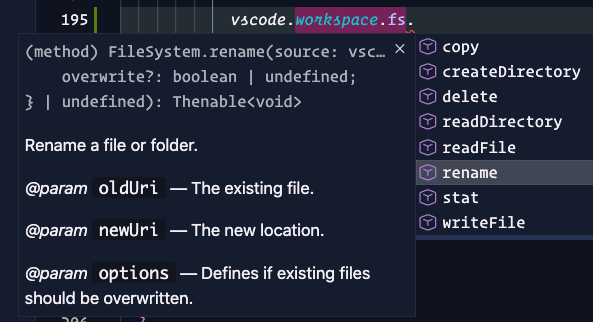 195 vscode.workspace.fs.
(method) FileSystem.rename(source: vsc…
overwrite?: boolean | undefined;
} | undefined): Thenable<void>
Rename a file or folder.
@param oldUri — The existing file.
@param newUri — The new location.
@param options — Defines if existing files
should be overwritten.
copy
createDirectory
delete
readDirectory
readFile
rename
stat
writeFile